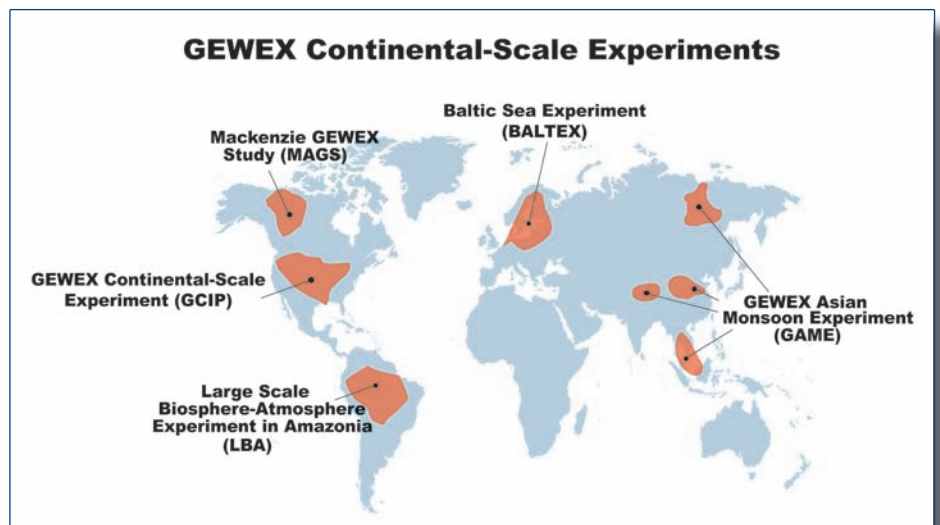 GEWEX Continental-Scale Experiments
Baltic Sea Experiment
(BALTEX)
Mackenzie GEWEX
Study (MAGS)
GEWEX Continental-Scale
Experiment (GCIP)
GEWEX Asian
Monsoon Experiment
(GAME)
Large Scale
Biosphere-Atmosphere
Experiment in Amazonia
(LBA)